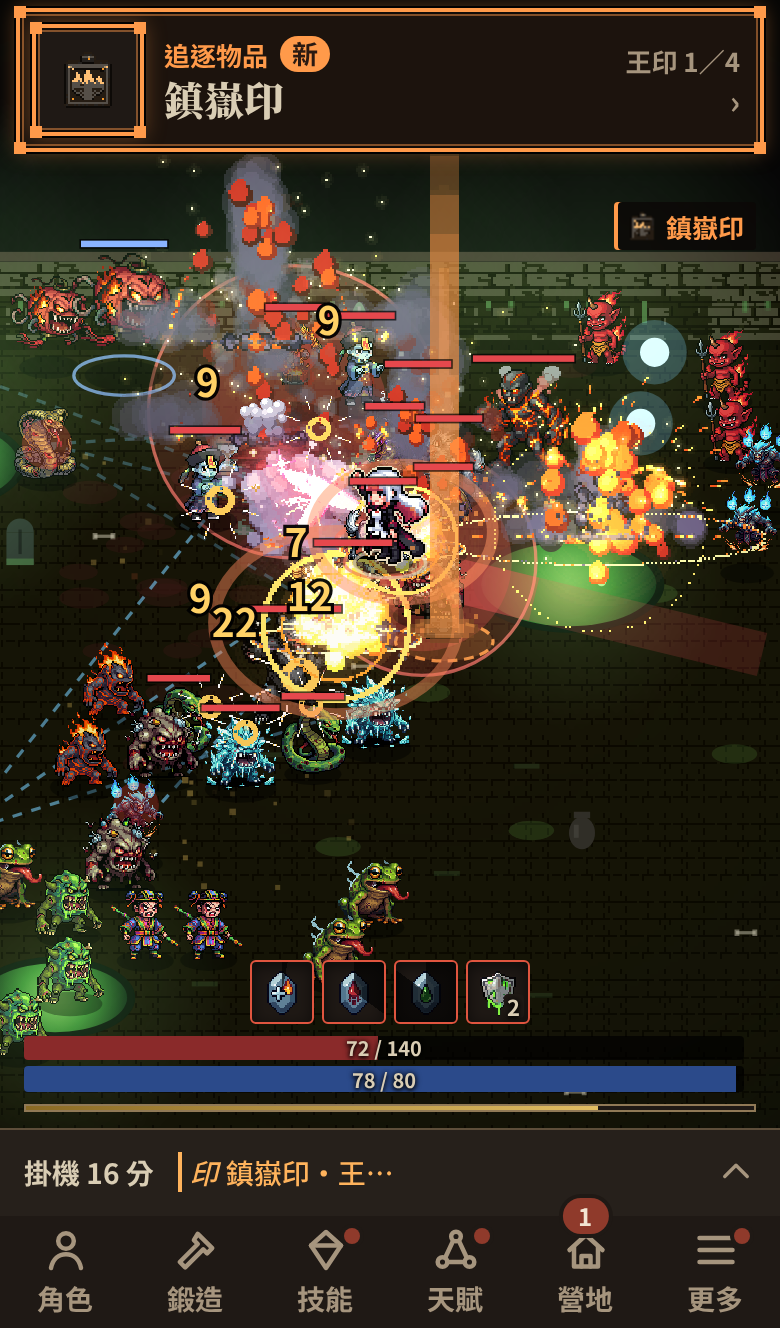 追逐物品 新
鎮嶽印
王印 1／4
›
鎮嶽印
9
9
7
12
9
22
2
72 / 140
78 / 80
掛機 16 分
印 鎮嶽印・王…
1
角色
鍛造
技能
天賦
營地
更多